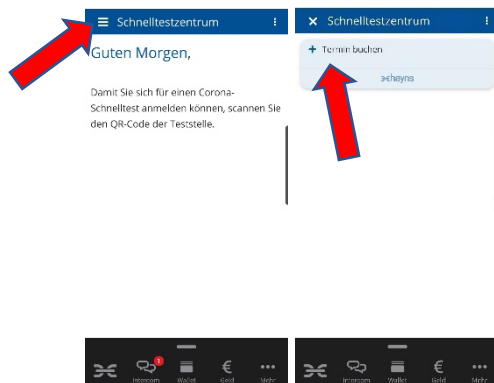 Schnelltestzentrum
Guten Morgen,
Damit Sie sich für einen Corona-
Schnelltest anmelden können, scannen Sie
den QR-Code der Teststelle.
1
Intercom Wallet Geld Mehr
Schnelltestzentrum
+ Termin buchen
chayns
Intercom Wallet Geld Mehr